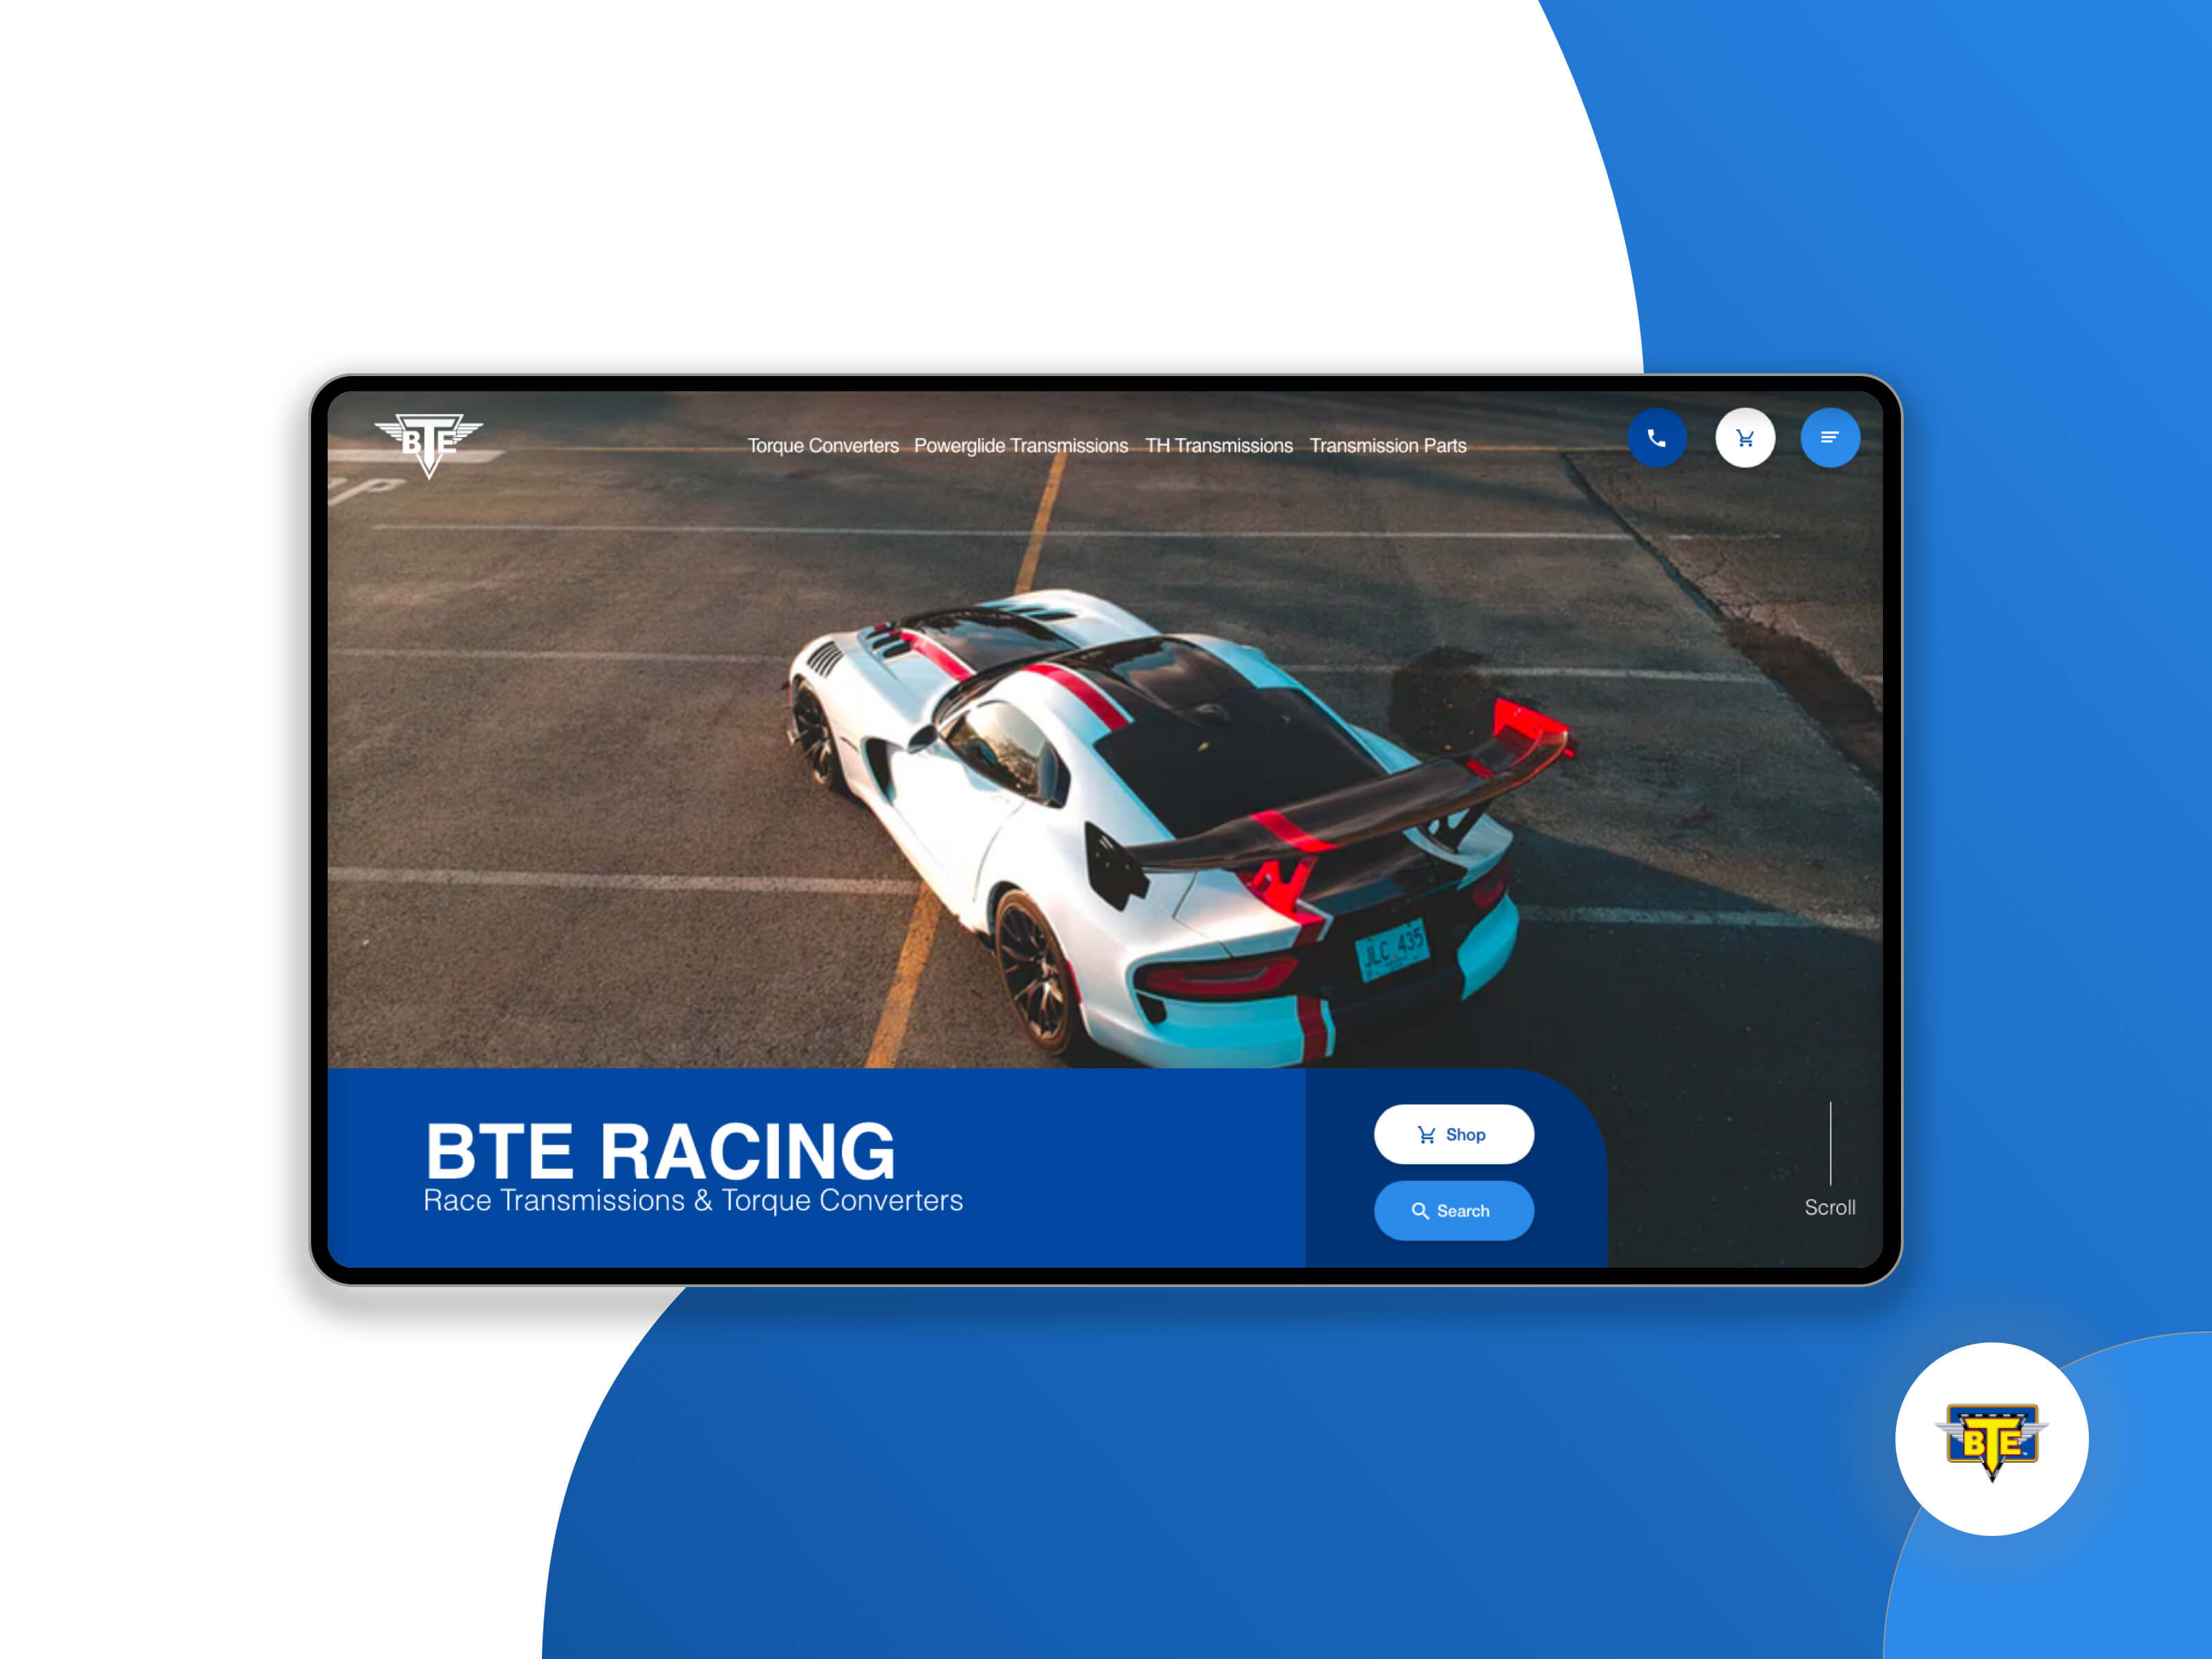 BTE
Torque Converters Powerglide Transmissions TH Transmissions Transmission Parts
JLC 435
BTE RACING
Race Transmissions & Torque Converters
Shop
Search
Scroll
BTE